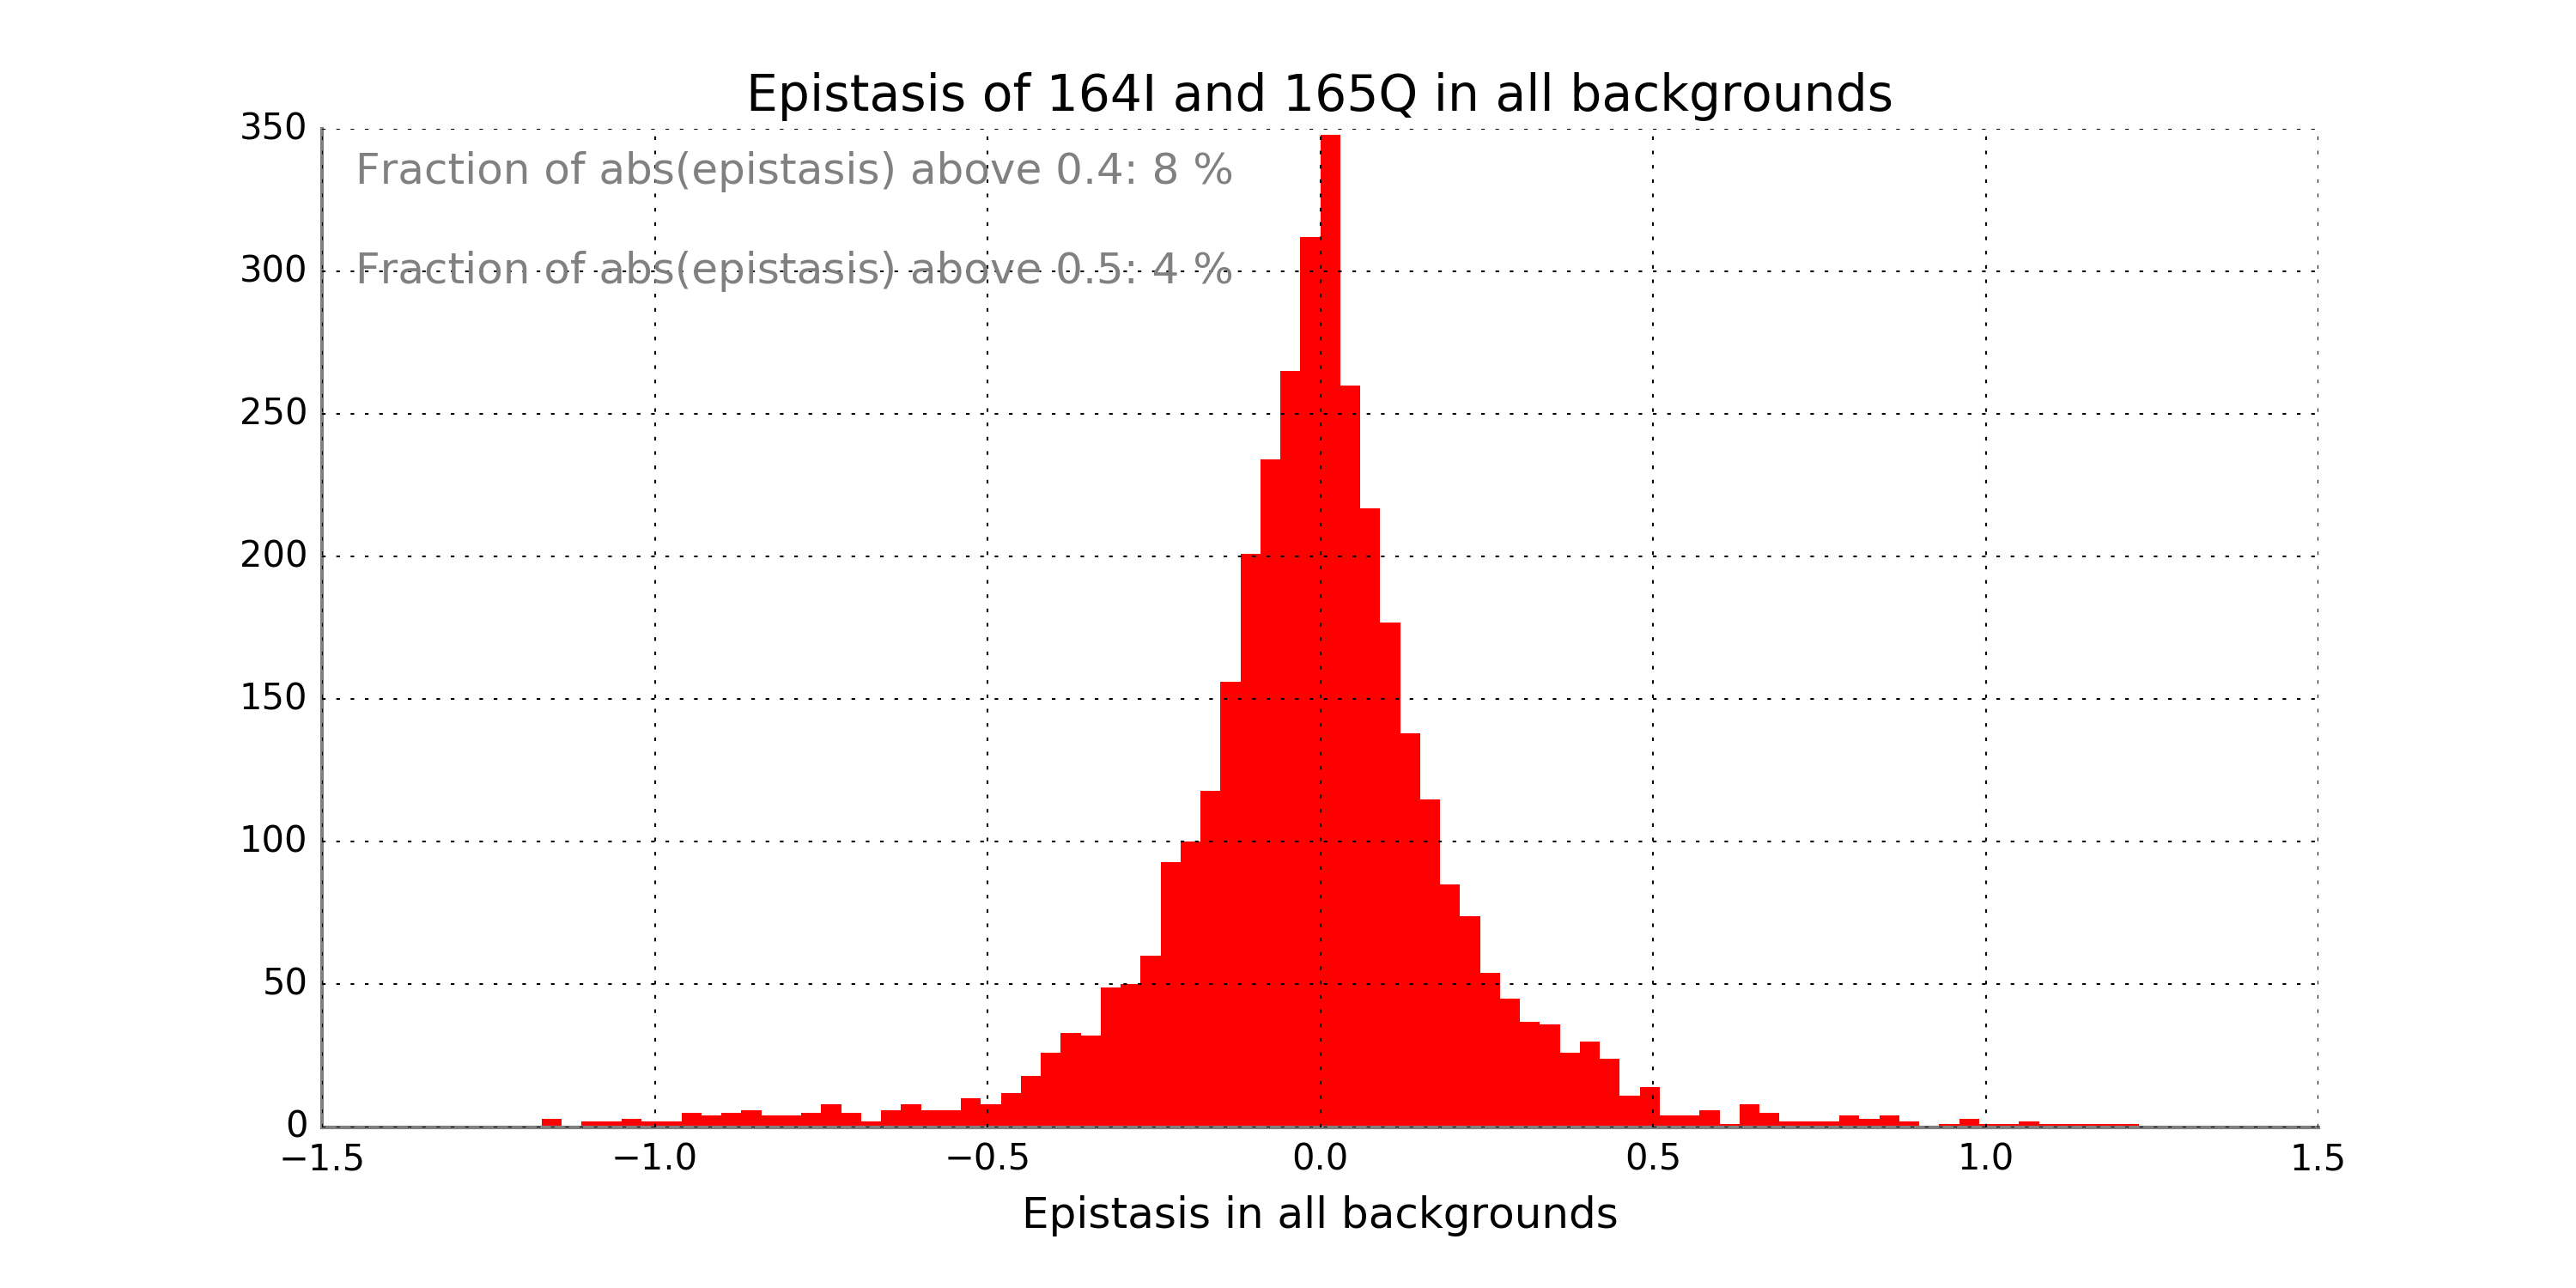 Epistasis of 164I and 165Q in all backgrounds
350
Fraction of abs(epistasis) above 0.4: 8 %
300
Fraction of abs(epistasis) above 0.5: 4 %
250
200
150
100
50
0
−1.5 −1.0 −0.5 0.0 0.5 1.0 1.5
Epistasis in all backgrounds